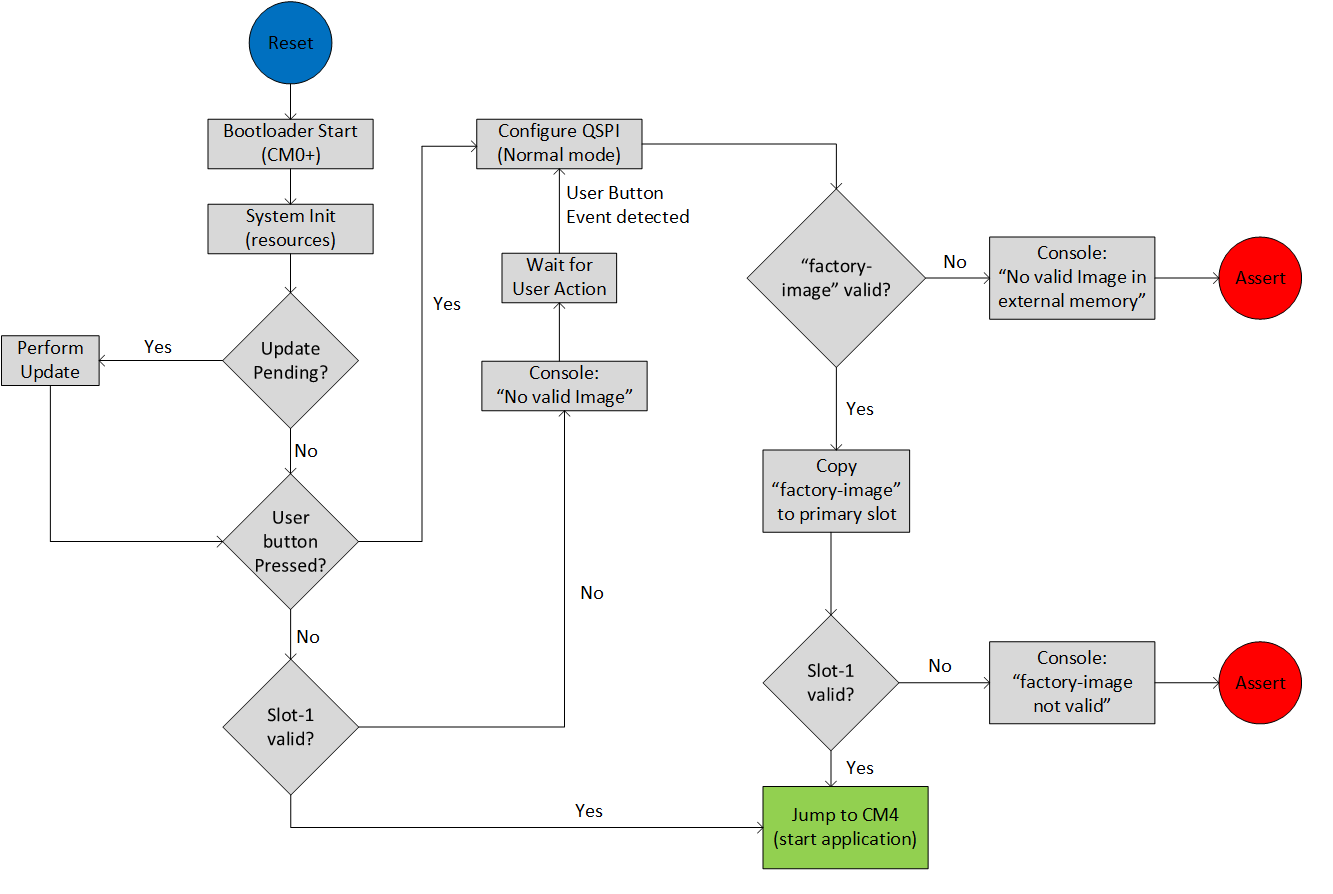 Reset
Bootloader Start
(CM0+)
System Init
(resources)
Update
Pending?
Yes
Perform
Update
No
User
button
Pressed?
Yes
No
Slot-1
valid?
No
Yes
Console:
“No valid Image”
Wait for
User Action
User Button
Event detected
Configure QSPI
(Normal mode)
“factory-
image” valid?
No
Console:
“No valid Image in
external memory”
Assert
Yes
Copy
“factory-image”
to primary slot
Slot-1
valid?
No
Console:
“factory-image
not valid”
Assert
Yes
Jump to CM4
(start application)